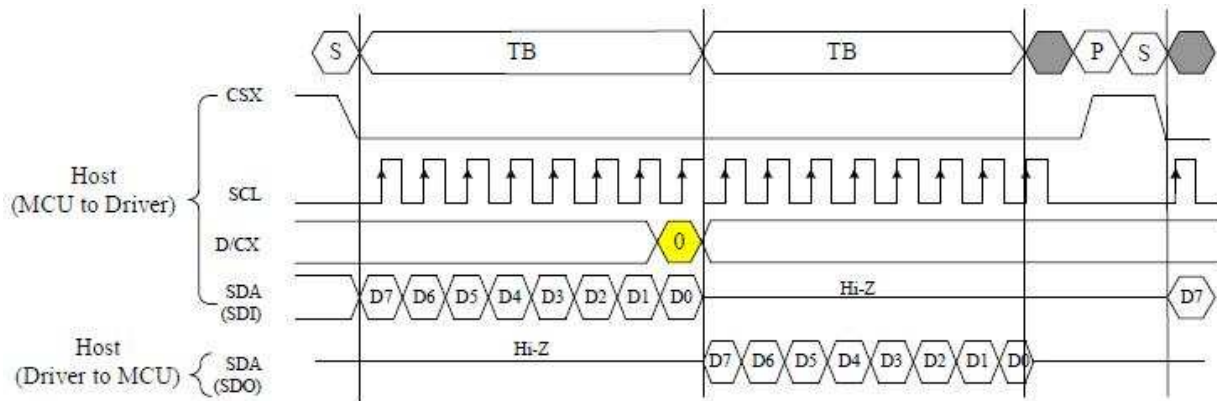 S TB TB P S
CSX
Host
(MCU to Driver)
SCL
D/CX 0
SDA
(SDI)
D7 D6 D5 D4 D3 D2 D1 D0 Hi-Z D7
Host
(Driver to MCU)
SDA
(SDO)
Hi-Z D7 D6 D5 D4 D3 D2 D1 D0